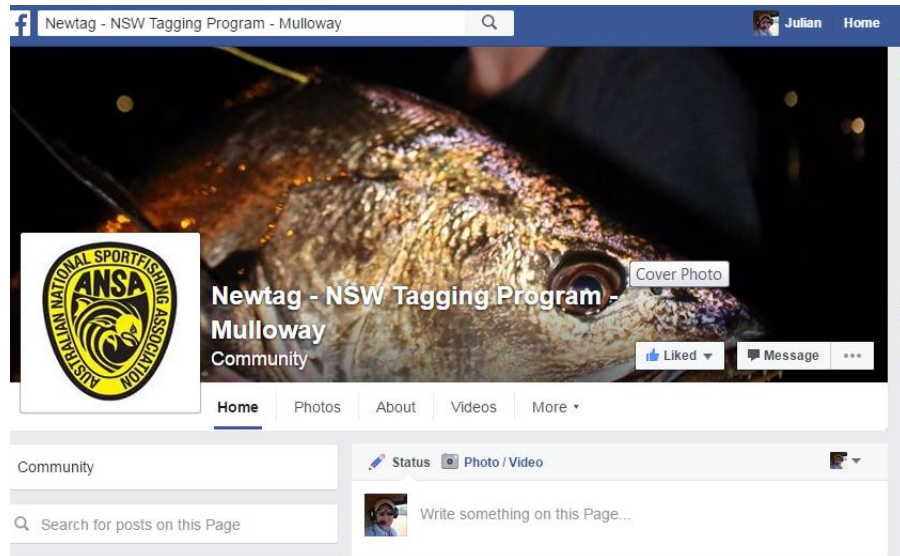 f
Newtag - NSW Tagging Program - Mulloway
Julian
Home
Cover Photo
AUSTRALIAN NATIONAL SPORTFISHING ASSOCIATION
ANSA
Newtag - NSW Tagging Program -
Mulloway
Community
Liked
Message
Home
Photos
About
Videos
More
Community
Status
Photo / Video
Search for posts on this Page
Write something on this Page...